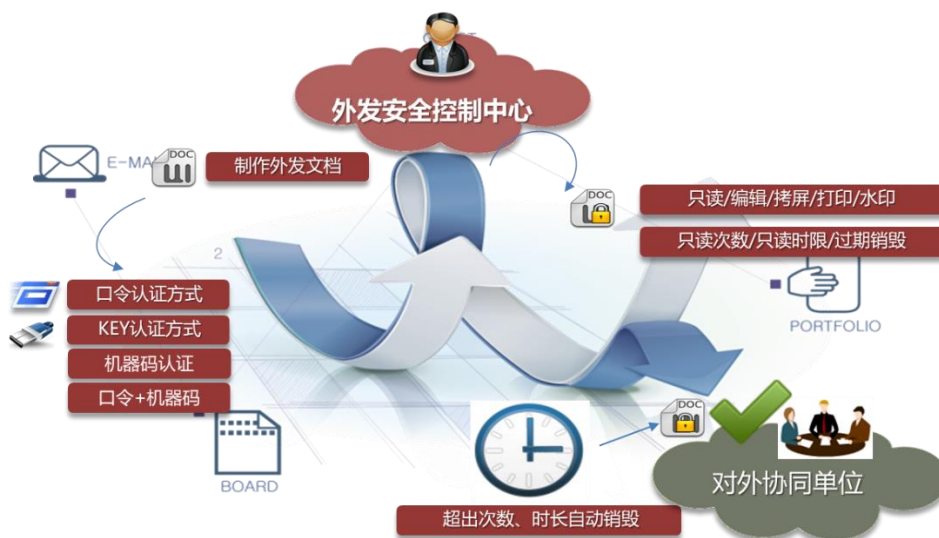 外发安全控制中心
E-MA
DOC
制作外发文档
DOC
只读/编辑/拷屏/打印/水印
只读次数/只读时限/过期销毁
2
口令认证方式
KEY认证方式
机器码认证
口令+机器码
PORTFOLIO
DOC
BOARD
对外协同单位
超出次数、时长自动销毁